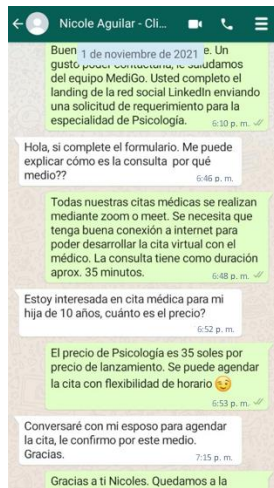 Nicole Aguilar - Cli...
1 de noviembre de 2021
Buen e. Un
gusto poder contactarla, le saludamos
del equipo MediGo. Usted completo el
landing de la red social LinkedIn enviando
una solicitud de requerimiento para la
especialidad de Psicología.
6:10 p. m.
Hola, si complete el formulario. Me puede
explicar cómo es la consulta por qué
medio??
6:46 p. m.
Todas nuestras citas médicas se realizan
mediante zoom o meet. Se necesita que
tenga buena conexión a internet para
poder desarrollar la cita virtual con el
médico. La consulta tiene como duración
aprox. 35 minutos.
6:48 p. m.
Estoy interesada en cita médica para mi
hija de 10 años, cuánto es el precio?
6:52 p. m.
El precio de Psicología es 35 soles por
precio de lanzamiento. Se puede agendar
la cita con flexibilidad de horario 😉
6:53 p. m.
Conversaré con mi esposo para agendar
la cita, le confirmo por este medio.
Gracias.
7:15 p. m.
Gracias a ti Nicoles. Quedamos a la